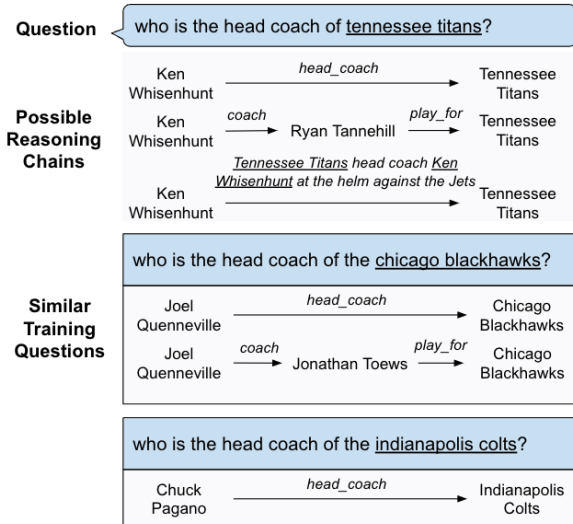 Question
who is the head coach of tennessee titans?
Possible
Reasoning
Chains
Ken
Whisenhunt
head_coach
Tennessee
Titans
Ken
Whisenhunt
coach
Ryan Tannehill
play_for
Tennessee
Titans
Ken
Whisenhunt
Tennessee Titans head coach Ken
Whisenhunt at the helm against the Jets
Tennessee
Titans
Similar
Training
Questions
who is the head coach of the chicago blackhawks?
Joel
Quenneville
head_coach
Chicago
Blackhawks
Joel
Quenneville
coach
Jonathan Toews
play_for
Chicago
Blackhawks
who is the head coach of the indianapolis colts?
Chuck
Pagano
head_coach
Indianapolis
Colts